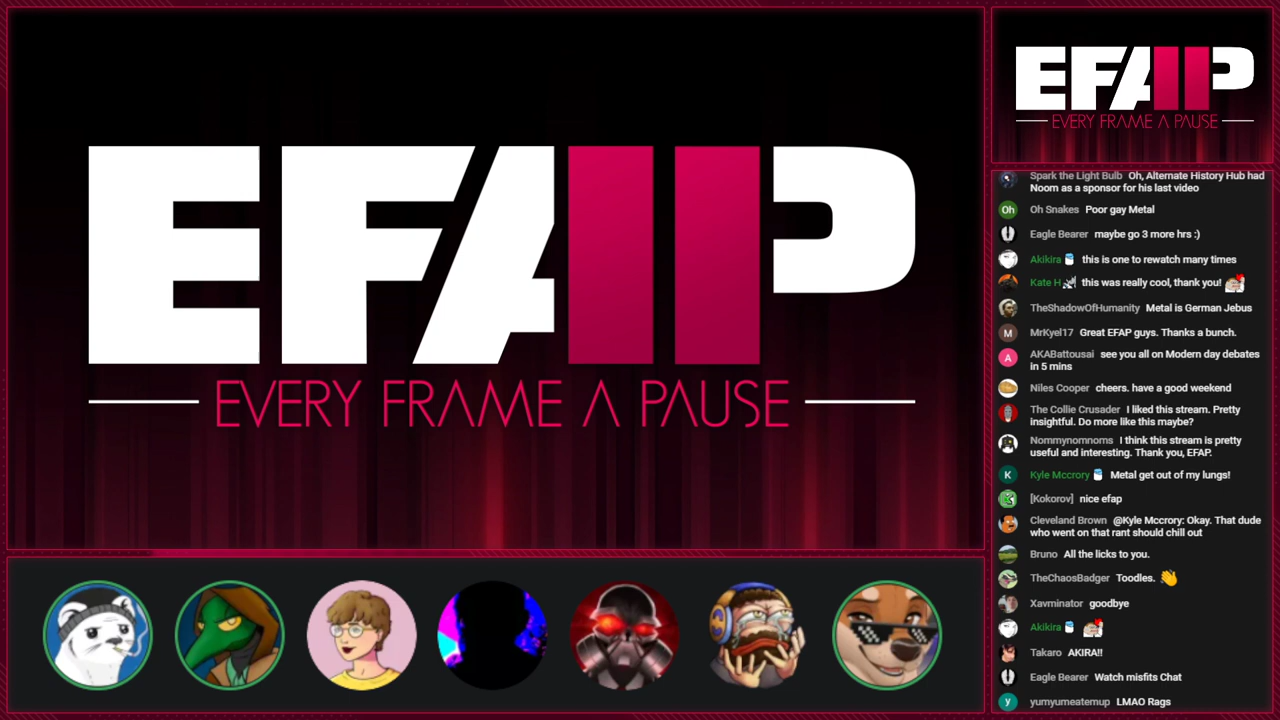 EFAP
EVERY FRAME A PAUSE
EFAP
EVERY FRAME A PAUSE
Spark the Light Bulb Oh, Alternate History Hub had
Noom as a sponsor for his last video
Oh Oh Snakes Poor gay Metal
Eagle Bearer maybe go 3 more hrs :)
Akikira this is one to rewatch many times
Kate H this was really cool, thank you!
TheShadowOfHumanity Metal is German Jebus
M MrKyel17 Great EFAP guys. Thanks a bunch.
A AKABattousai see you all on Modern day debates
in 5 mins
Niles Cooper cheers. have a good weekend
The Collie Crusader I liked this stream. Pretty
insightful. Do more like this maybe?
Nommynomnoms I think this stream is pretty
useful and interesting. Thank you, EFAP.
K Kyle Mccrory Metal get out of my lungs!
[Kokorov] nice efap
Cleveland Brown @Kyle Mccrory: Okay. That dude
who went on that rant should chill out
Bruno All the licks to you.
TheChaosBadger Toodles.
Xavminator goodbye
Akikira
Takaro AKIRA!!
Eagle Bearer Watch misfits Chat
y yumyumeatemup LMAO Rags